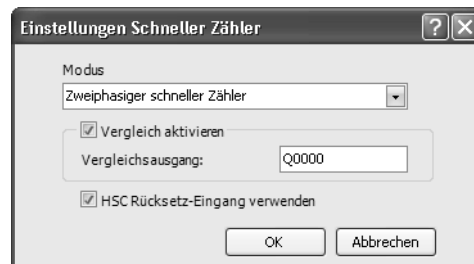 Einstellungen Schneller Zähler
Modus
Zweiphasiger schneller Zähler
Vergleich aktivieren
Vergleichsausgang: Q0000
HSC Rücksetz-Eingang verwenden
OK Abbrechen